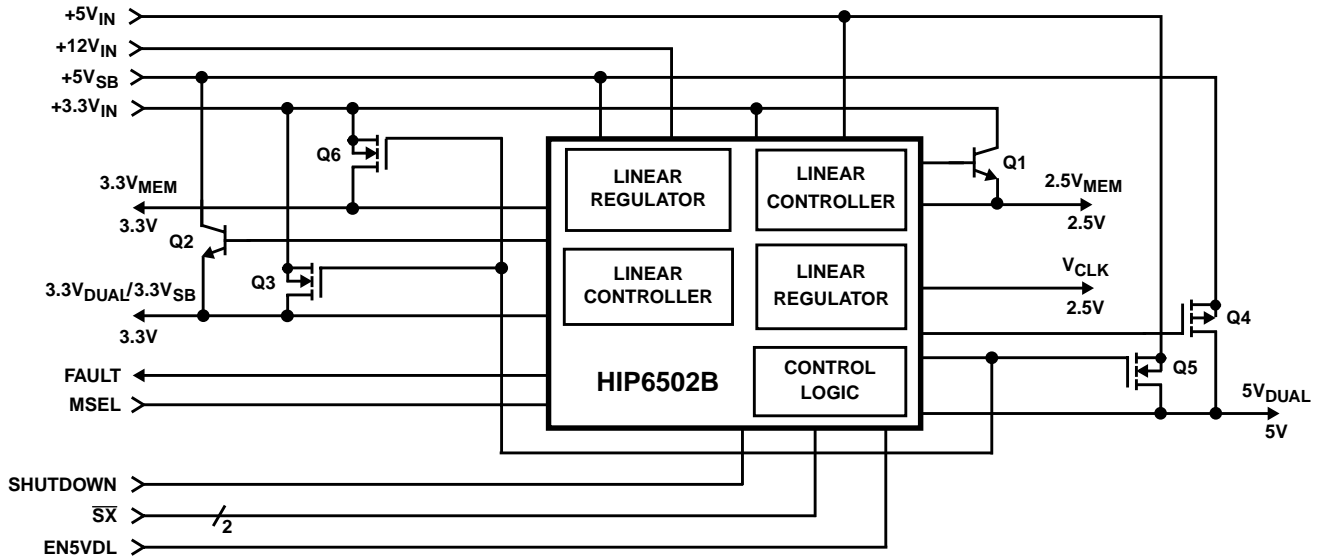 +5VIN
+12VIN
+5VSB
+3.3VIN
Q6
Q1
LINEAR
REGULATOR
LINEAR
CONTROLLER
3.3VMEM
3.3V
2.5VMEM
2.5V
Q2
Q3
LINEAR
CONTROLLER
LINEAR
REGULATOR
VCLK
2.5V
3.3VDUAL/3.3VSB
3.3V
Q4
Q5
FAULT
MSEL
HIP6502B
CONTROL
LOGIC
5VDUAL
5V
SHUTDOWN
S̅X̅
2
EN5VDL